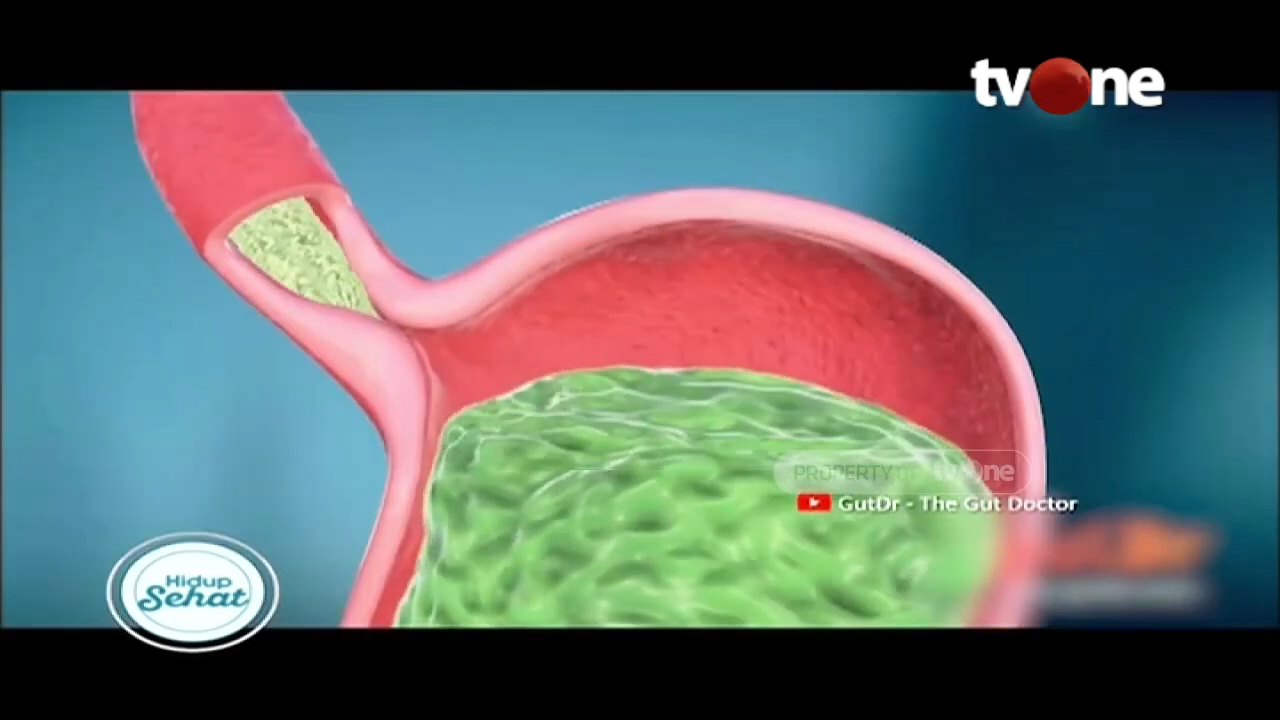 tvOne
PROPERTY OF tvOne
GutDr - The Gut Doctor
Hidup
Sehat